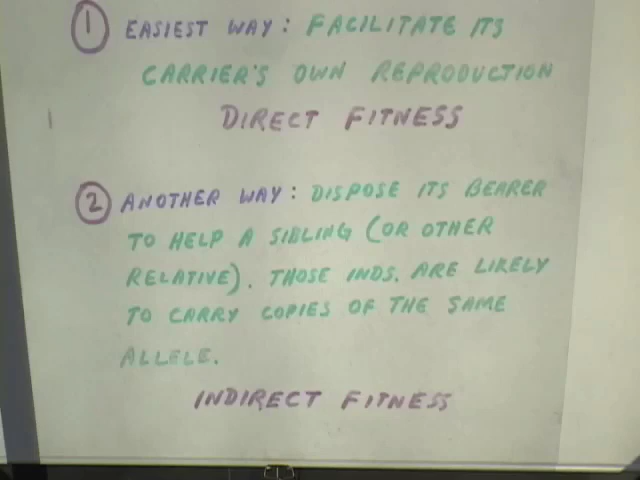 1 EASIEST WAY: FACILITATE ITS
CARRIER'S OWN REPRODUCTION
DIRECT FITNESS
2 ANOTHER WAY: DISPOSE ITS BEARER
TO HELP A SIBLING (OR OTHER
RELATIVE). THOSE INDS. ARE LIKELY
TO CARRY COPIES OF THE SAME
ALLELE.
INDIRECT FITNESS